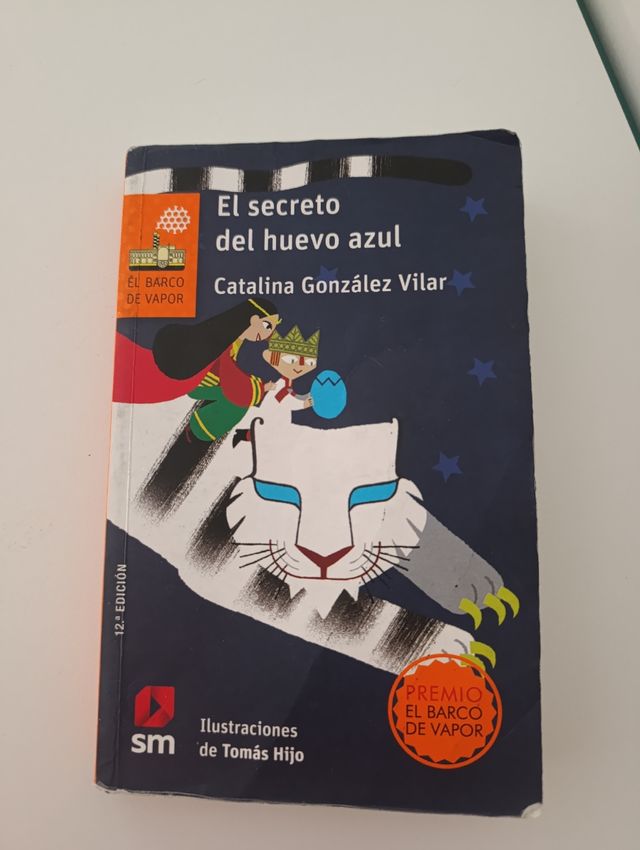 El secreto
del huevo azul
Catalina González Vilar
EL BARCO
DE VAPOR
12.ª EDICIÓN
sm
Ilustraciones
de Tomás Hijo
PREMIO
EL BARCO
DE VAPOR